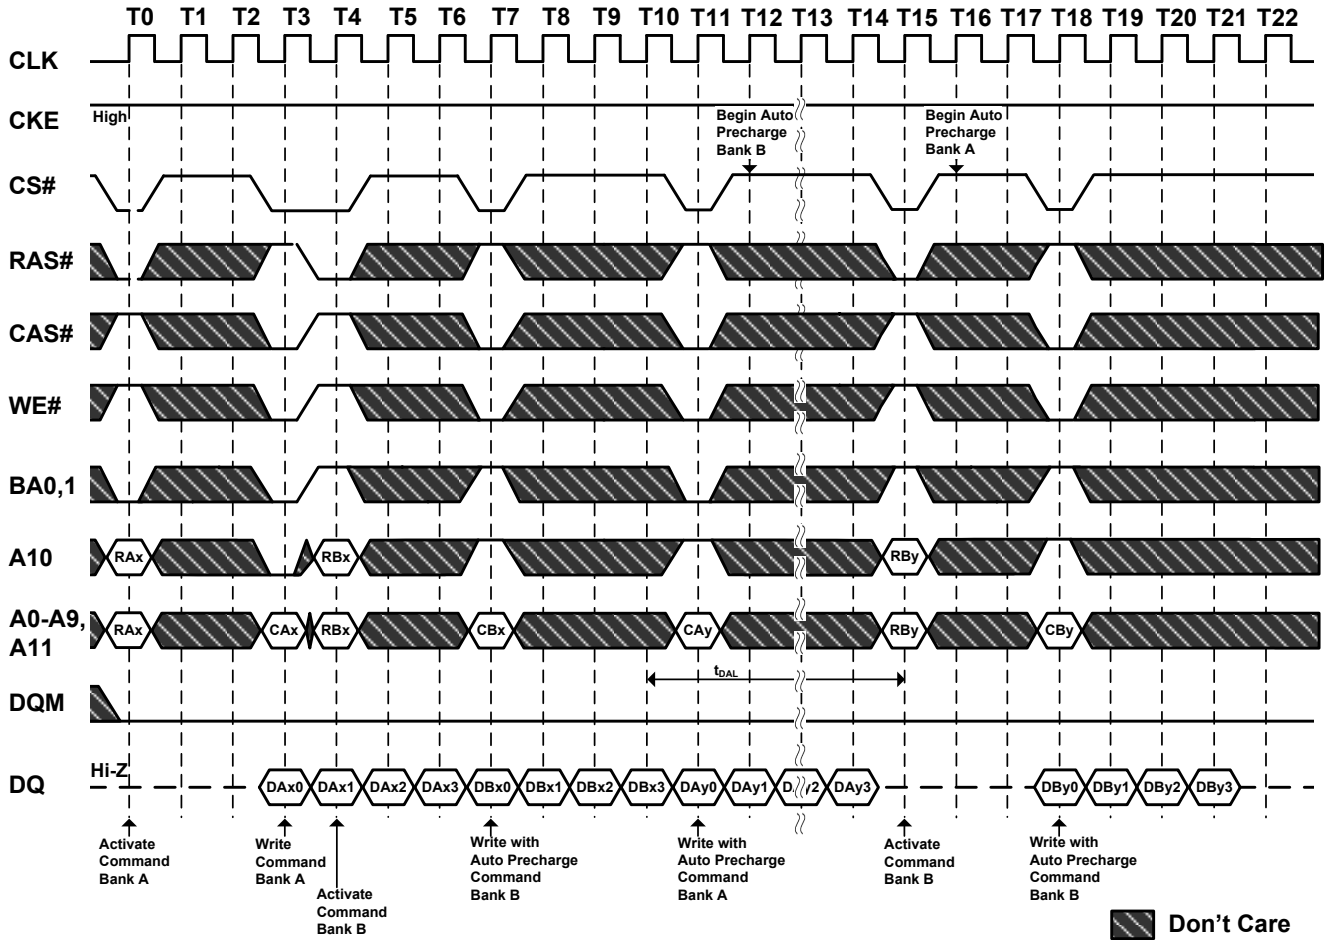 T0 T1 T2 T3 T4 T5 T6 T7 T8 T9 T10 T11 T12 T13 T14 T15 T16 T17 T18 T19 T20 T21 T22
CLK
CKE
High
Begin Auto
Precharge
Bank B
Begin Auto
Precharge
Bank A
CS#
RAS#
CAS#
WE#
BA0,1
A10
RAx RBx RBy
A0-A9,
A11
RAx CAx RBx CBx CAy RBy CBy
tDAL
DQM
DQ
Hi-Z
DAx0 DAx1 DAx2 DAx3 DBx0 DBx1 DBx2 DBx3 DAy0 DAy1 DAy2 DAy3 DBy0 DBy1 DBy2 DBy3
Activate
Command
Bank A
Write
Command
Bank A
Activate
Command
Bank B
Write with
Auto Precharge
Command
Bank B
Write with
Auto Precharge
Command
Bank A
Activate
Command
Bank B
Write with
Auto Precharge
Command
Bank B
Don't Care